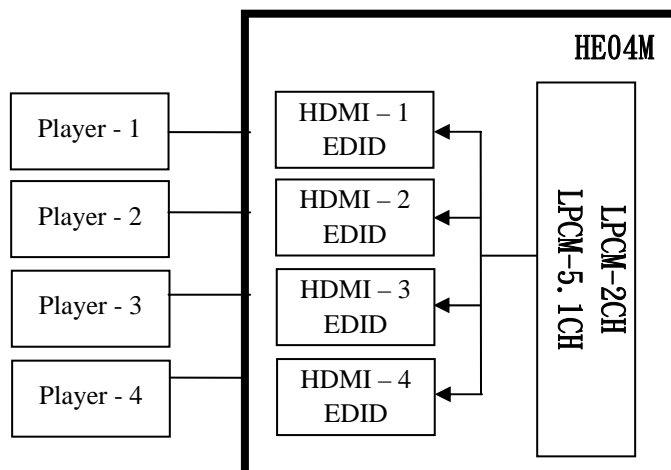 HE04M
Player - 1
HDMI – 1
EDID
Player - 2
HDMI – 2
EDID
Player - 3
HDMI – 3
EDID
Player - 4
HDMI – 4
EDID
LPCM-2CH
LPCM-5.1CH